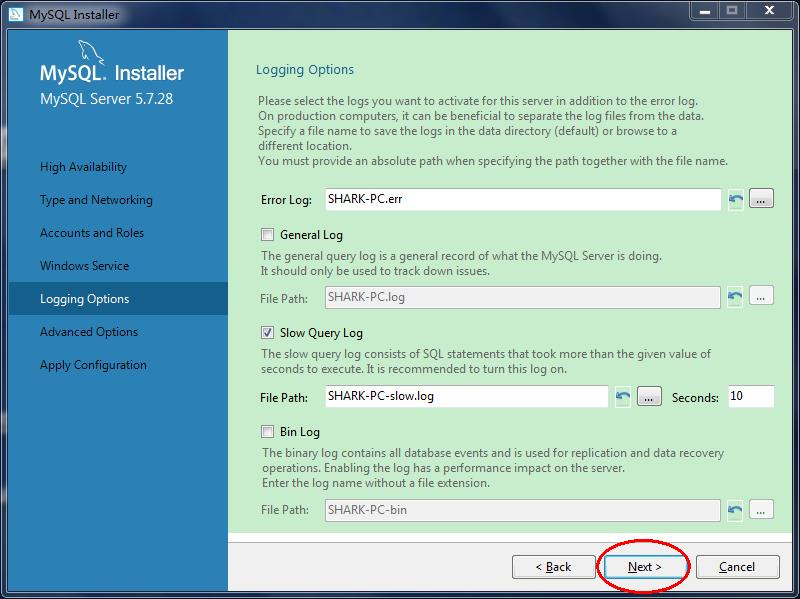 MySQL Installer
MySQL. Installer
MySQL Server 5.7.28
High Availability
Type and Networking
Accounts and Roles
Windows Service
Logging Options
Advanced Options
Apply Configuration
Logging Options
Please select the logs you want to activate for this server in addition to the error log.
On production computers, it can be beneficial to separate the log files from the data.
Specify a file name to save the logs in the data directory (default) or browse to a
different location.
You must provide an absolute path when specifying the path together with the file name.
Error Log: SHARK-PC.err ...
General Log
The general query log is a general record of what the MySQL Server is doing.
It should only be used to track down issues.
File Path: SHARK-PC.log ...
Slow Query Log
The slow query log consists of SQL statements that took more than the given value of
seconds to execute. It is recommended to turn this log on.
File Path: SHARK-PC-slow.log ... Seconds: 10
Bin Log
The binary log contains all database events and is used for replication and data recovery
operations. Enabling the log has a performance impact on the server.
Enter the log name without a file extension.
File Path: SHARK-PC-bin ...
< Back Next > Cancel